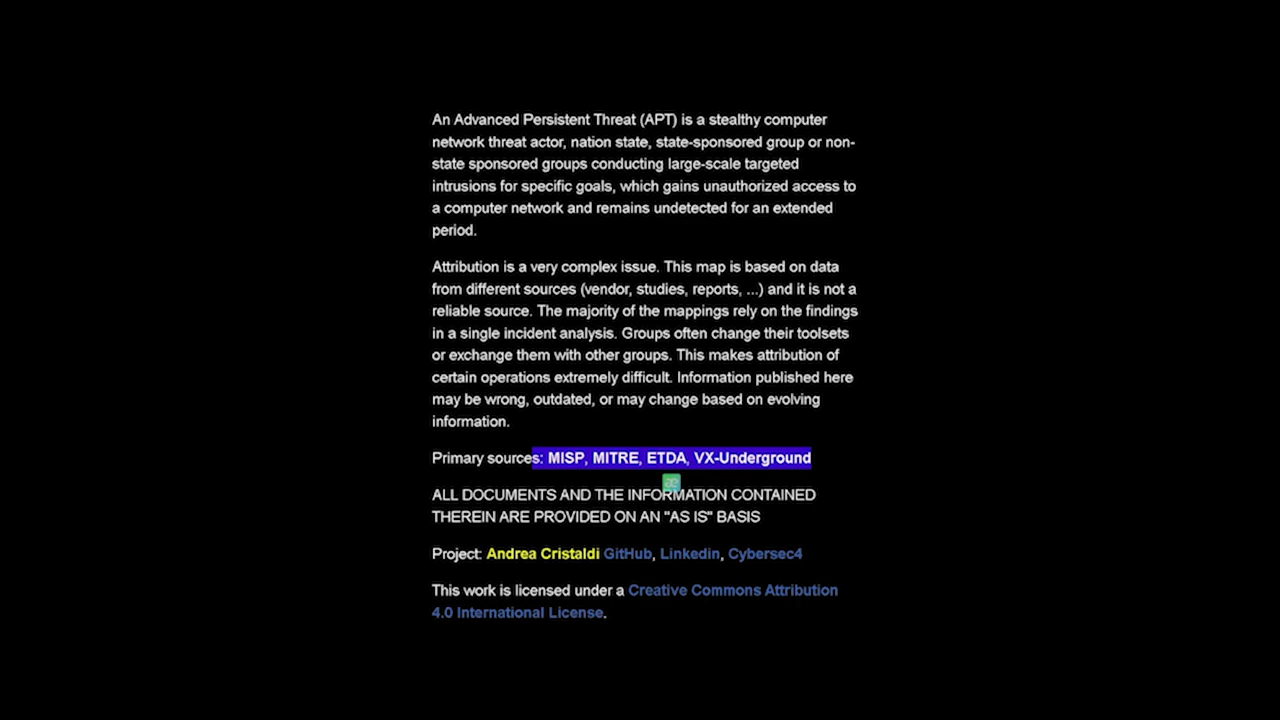 An Advanced Persistent Threat (APT) is a stealthy computer
network threat actor, nation state, state-sponsored group or non-
state sponsored groups conducting large-scale targeted
intrusions for specific goals, which gains unauthorized access to
a computer network and remains undetected for an extended
period.
Attribution is a very complex issue. This map is based on data
from different sources (vendor, studies, reports, ...) and it is not a
reliable source. The majority of the mappings rely on the findings
in a single incident analysis. Groups often change their toolsets
or exchange them with other groups. This makes attribution of
certain operations extremely difficult. Information published here
may be wrong, outdated, or may change based on evolving
information.
Primary sources: MISP, MITRE, ETDA, VX-Underground
æ
ALL DOCUMENTS AND THE INFORMATION CONTAINED
THEREIN ARE PROVIDED ON AN "AS IS" BASIS
Project: Andrea Cristaldi GitHub, Linkedin, Cybersec4
This work is licensed under a Creative Commons Attribution
4.0 International License.